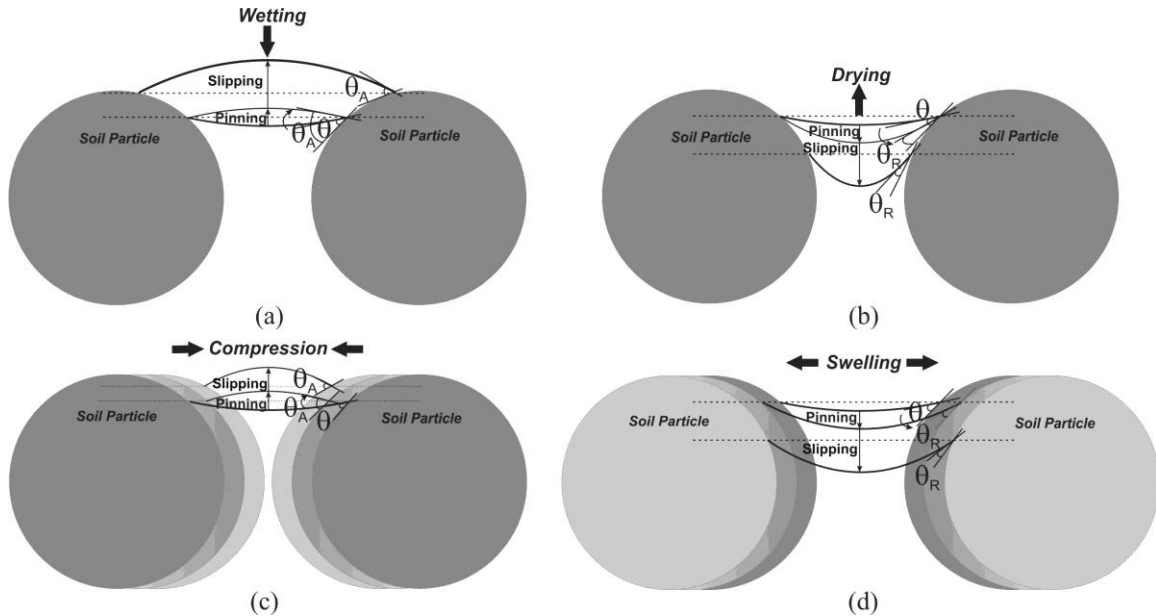 Wetting
Slipping
θA
Pinning
θA
θ
Soil Particle
Soil Particle
(a)
Drying
θ
Pinning
Slipping
θR
θR
Soil Particle
Soil Particle
(b)
Compression
Slipping
θA
Pinning
θA
θ
Soil Particle
Soil Particle
(c)
Swelling
θ
Pinning
θR
Slipping
θR
Soil Particle
Soil Particle
(d)